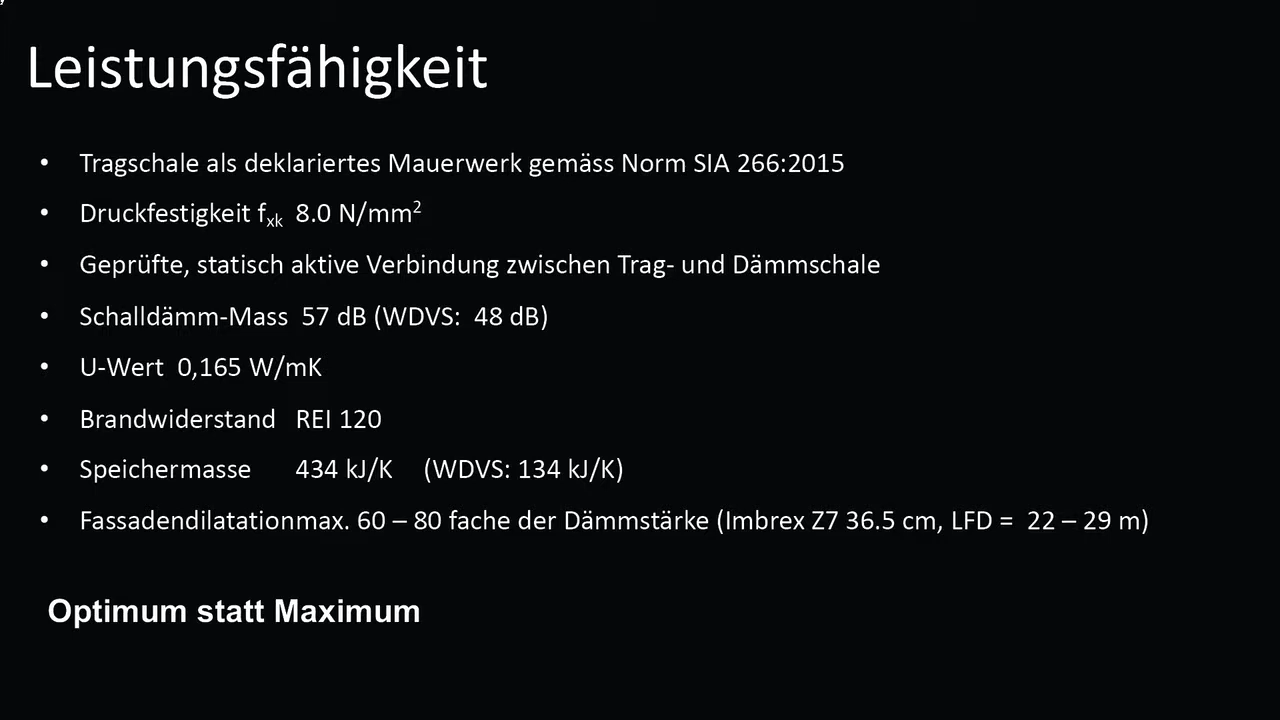 Leistungsfähigkeit
• Tragschale als deklariertes Mauerwerk gemäss Norm SIA 266:2015
• Druckfestigkeit fxk 8.0 N/mm²
• Geprüfte, statisch aktive Verbindung zwischen Trag- und Dämmschale
• Schalldämm-Mass 57 dB (WDVS: 48 dB)
• U-Wert 0,165 W/mK
• Brandwiderstand REI 120
• Speichermasse 434 kJ/K (WDVS: 134 kJ/K)
• Fassadendilatationmax. 60 – 80 fache der Dämmstärke (Imbrex Z7 36.5 cm, LFD = 22 – 29 m)
Optimum statt Maximum